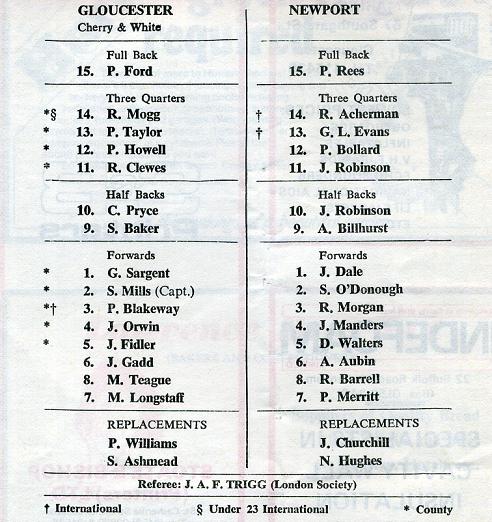 GLOUCESTER NEWPORT
Cherry & White
Full Back Full Back
15. P. Ford 15. P. Rees
Three Quarters Three Quarters
*§ 14. R. Mogg † 14. R. Acherman
* 13. P. Taylor † 13. G. L. Evans
* 12. P. Howell 12. P. Bollard
* 11. R. Clewes 11. J. Robinson
Half Backs Half Backs
10. C. Pryce 10. J. Robinson
9. S. Baker 9. A. Billhurst
Forwards Forwards
* 1. G. Sargent 1. J. Dale
* 2. S. Mills (Capt.) 2. S. O'Donough
*† 3. P. Blakeway 3. R. Morgan
* 4. J. Orwin 4. J. Manders
* 5. J. Fidler 5. D. Walters
6. J. Gadd 6. A. Aubin
8. M. Teague 8. R. Barrell
7. M. Longstaff 7. P. Merritt
REPLACEMENTS REPLACEMENTS
P. Williams J. Churchill
S. Ashmead N. Hughes
Referee: J. A. F. TRIGG (London Society)
† International § Under 23 International * County